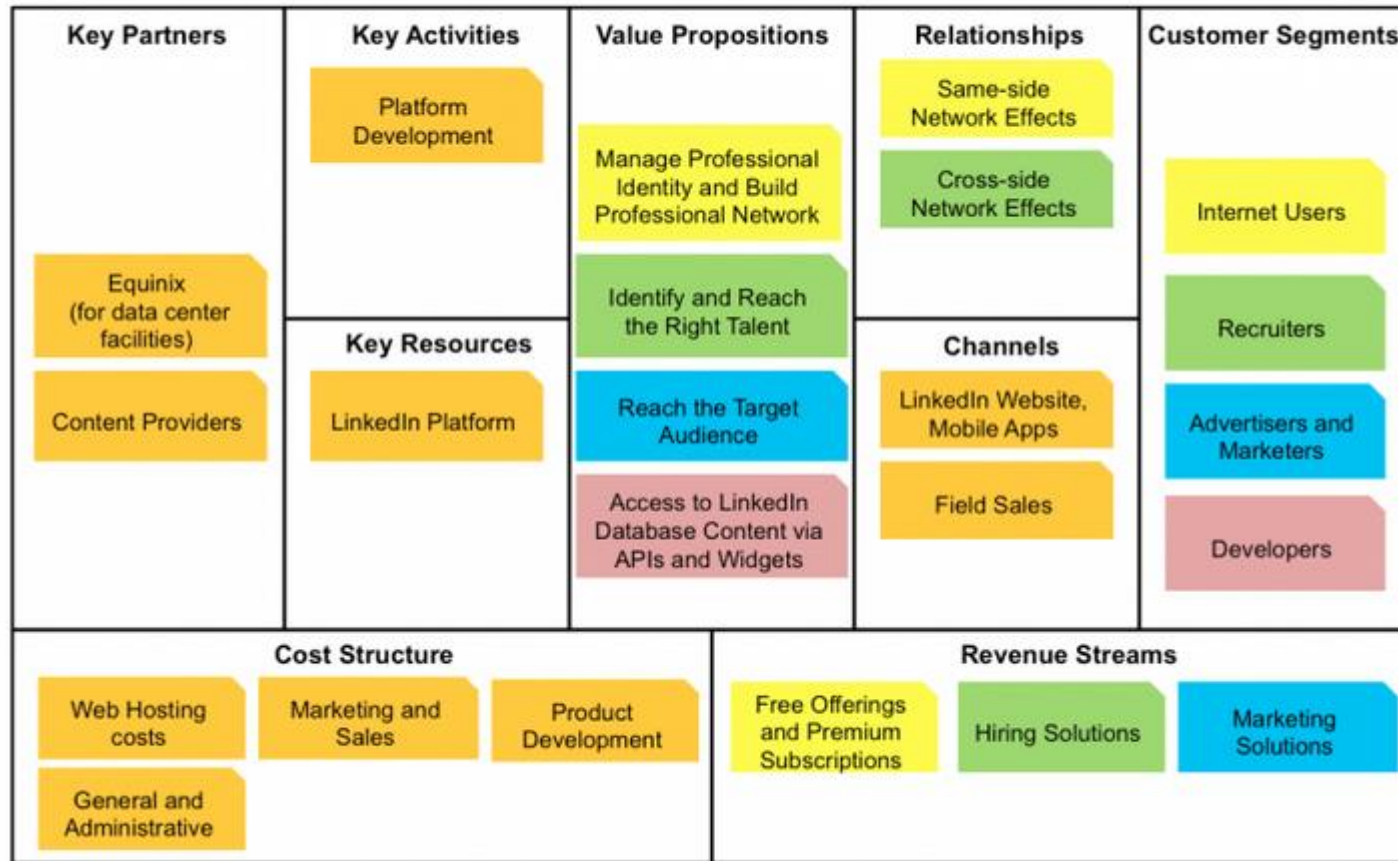 Key Partners
Equinix
(for data center
facilities)
Content Providers
Key Activities
Platform
Development
Key Resources
LinkedIn Platform
Value Propositions
Manage Professional
Identity and Build
Professional Network
Identify and Reach
the Right Talent
Reach the Target
Audience
Access to LinkedIn
Database Content via
APIs and Widgets
Relationships
Same-side
Network Effects
Cross-side
Network Effects
Channels
LinkedIn Website,
Mobile Apps
Field Sales
Customer Segments
Internet Users
Recruiters
Advertisers and
Marketers
Developers
Cost Structure
Web Hosting
costs
Marketing and
Sales
Product
Development
General and
Administrative
Revenue Streams
Free Offerings
and Premium
Subscriptions
Hiring Solutions
Marketing
Solutions